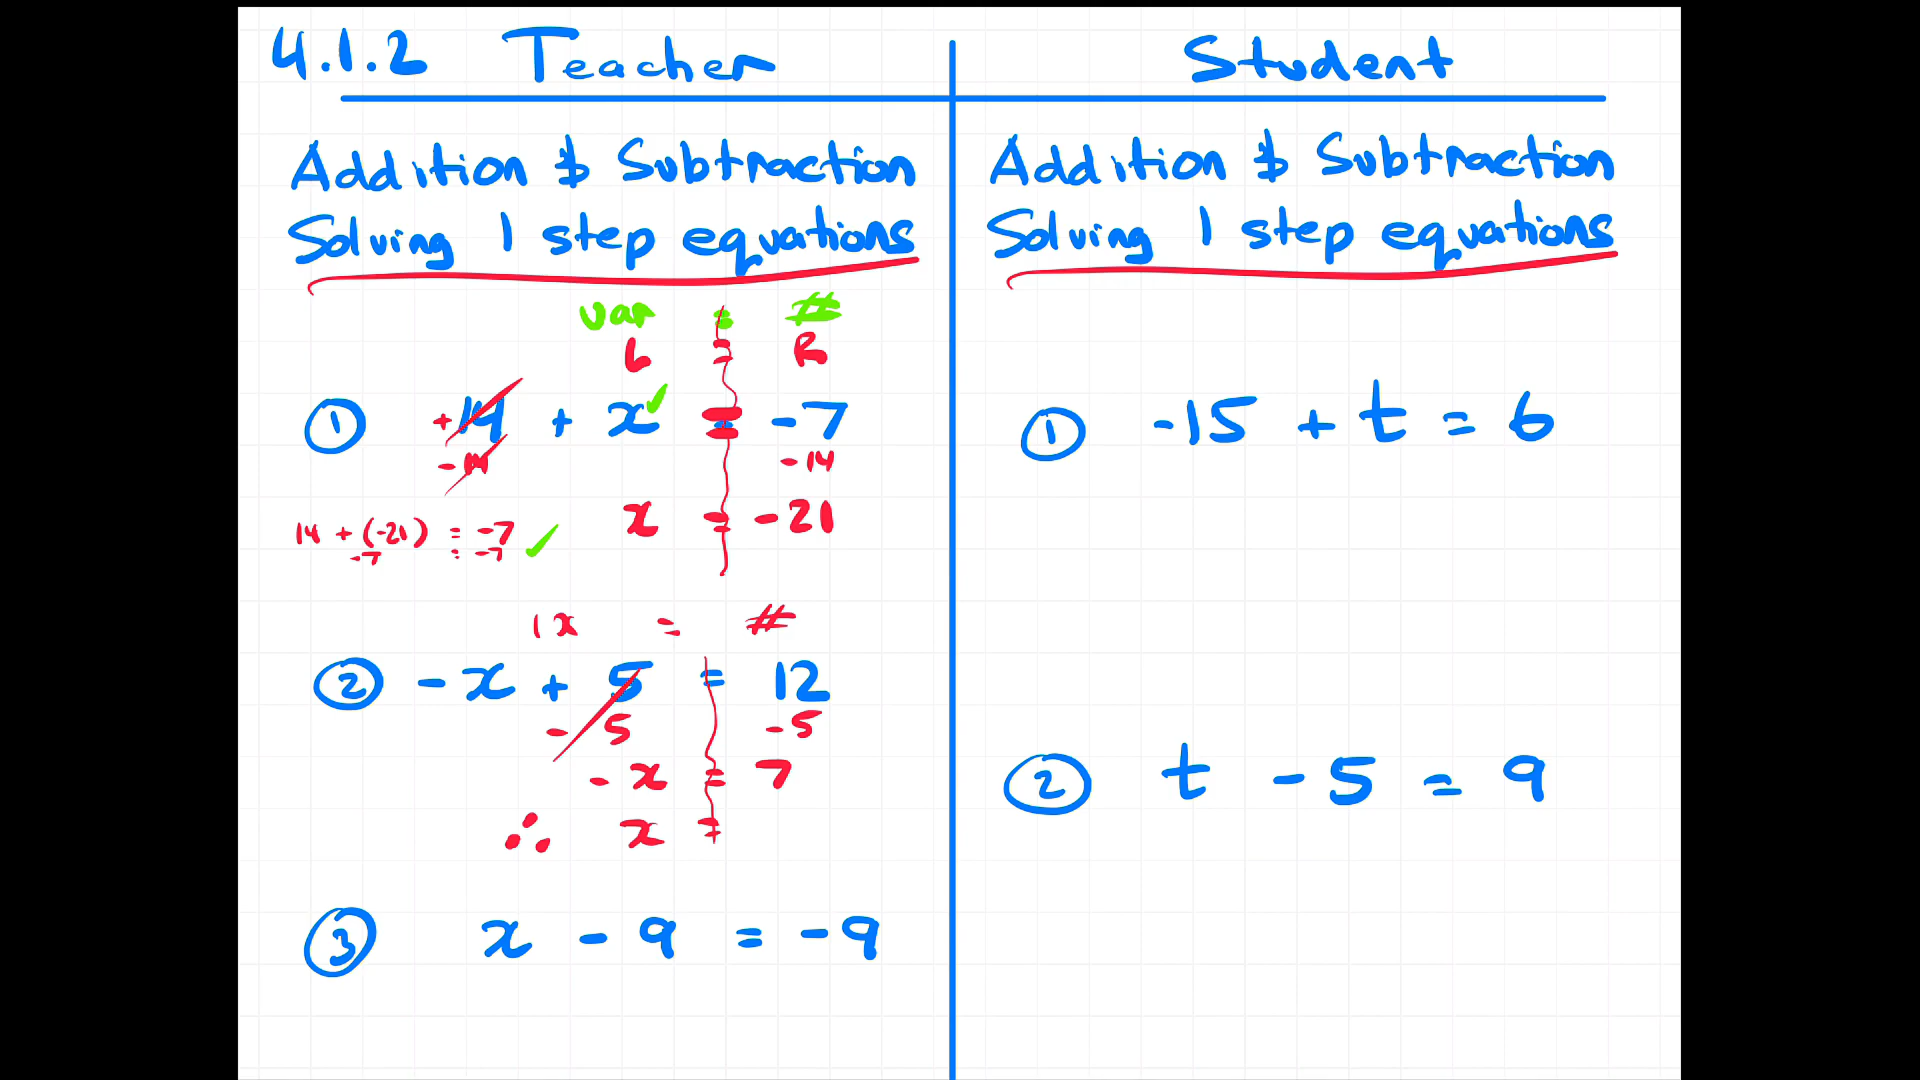 4.1.2 Teacher
Addition & Subtraction
Solving 1 step equations
var = #
L = R
① +14 + x ✓ = -7
-14 -14
x = -21
14 + (-21) = -7
-7 = -7 ✓
1x = #
② -x + 5 = 12
- 5 -5
-x = 7
∴ x =
③ x - 9 = -9
Student
Addition & Subtraction
Solving 1 step equations
① -15 + t = 6
② t - 5 = 9